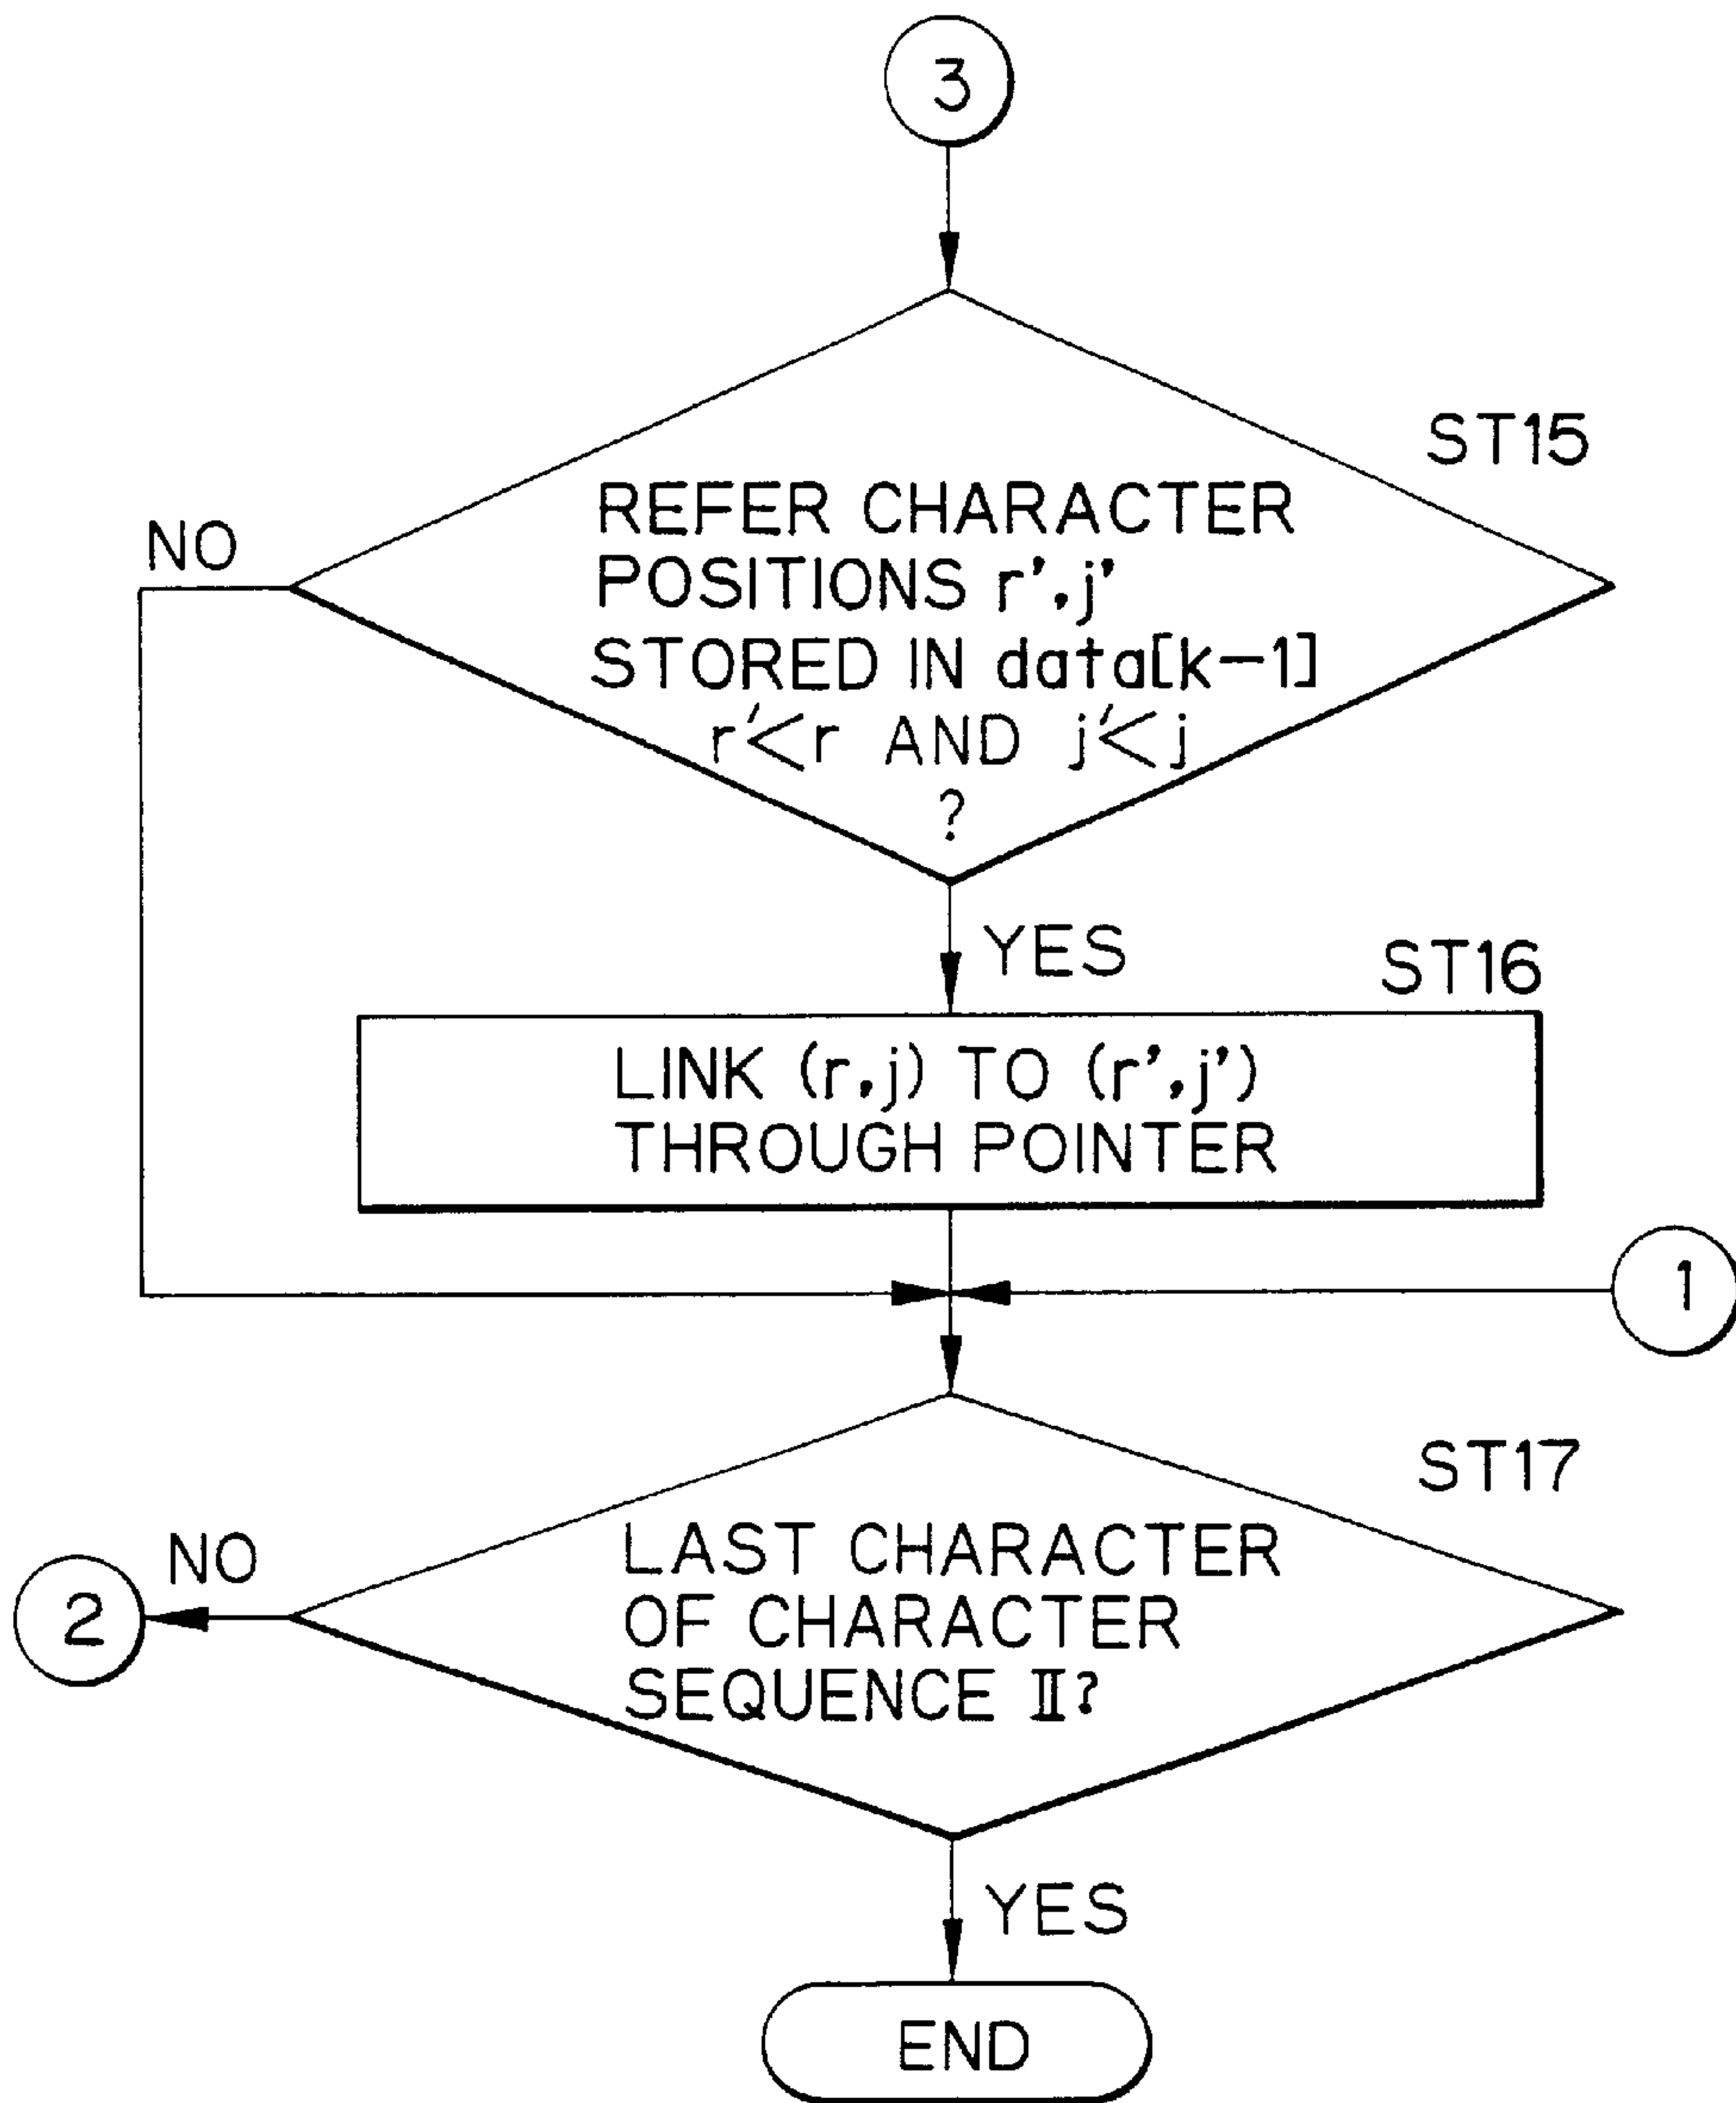 3
ST15
REFER CHARACTER
POSITIONS r',j'
STORED IN data[k-1]
r'<r AND j'<j
?
NO
YES
ST16
LINK (r,j) TO (r',j')
THROUGH POINTER
1
ST17
LAST CHARACTER
OF CHARACTER
SEQUENCE II?
NO
2
YES
END